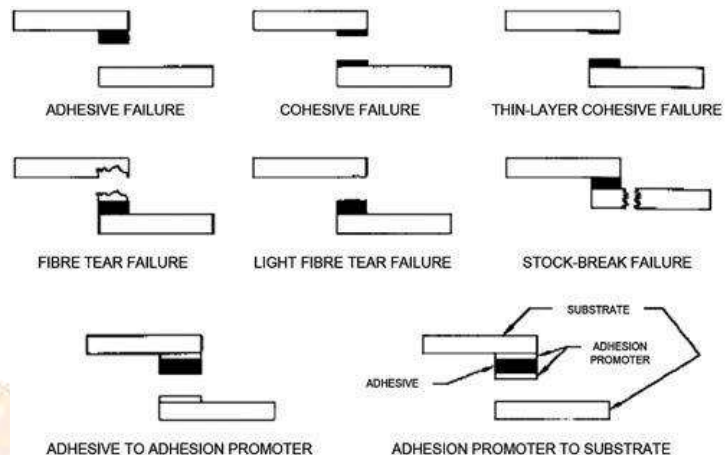 ADHESIVE FAILURE
COHESIVE FAILURE
THIN-LAYER COHESIVE FAILURE
FIBRE TEAR FAILURE
LIGHT FIBRE TEAR FAILURE
STOCK-BREAK FAILURE
SUBSTRATE
ADHESION
PROMOTER
ADHESIVE
ADHESIVE TO ADHESION PROMOTER
ADHESION PROMOTER TO SUBSTRATE